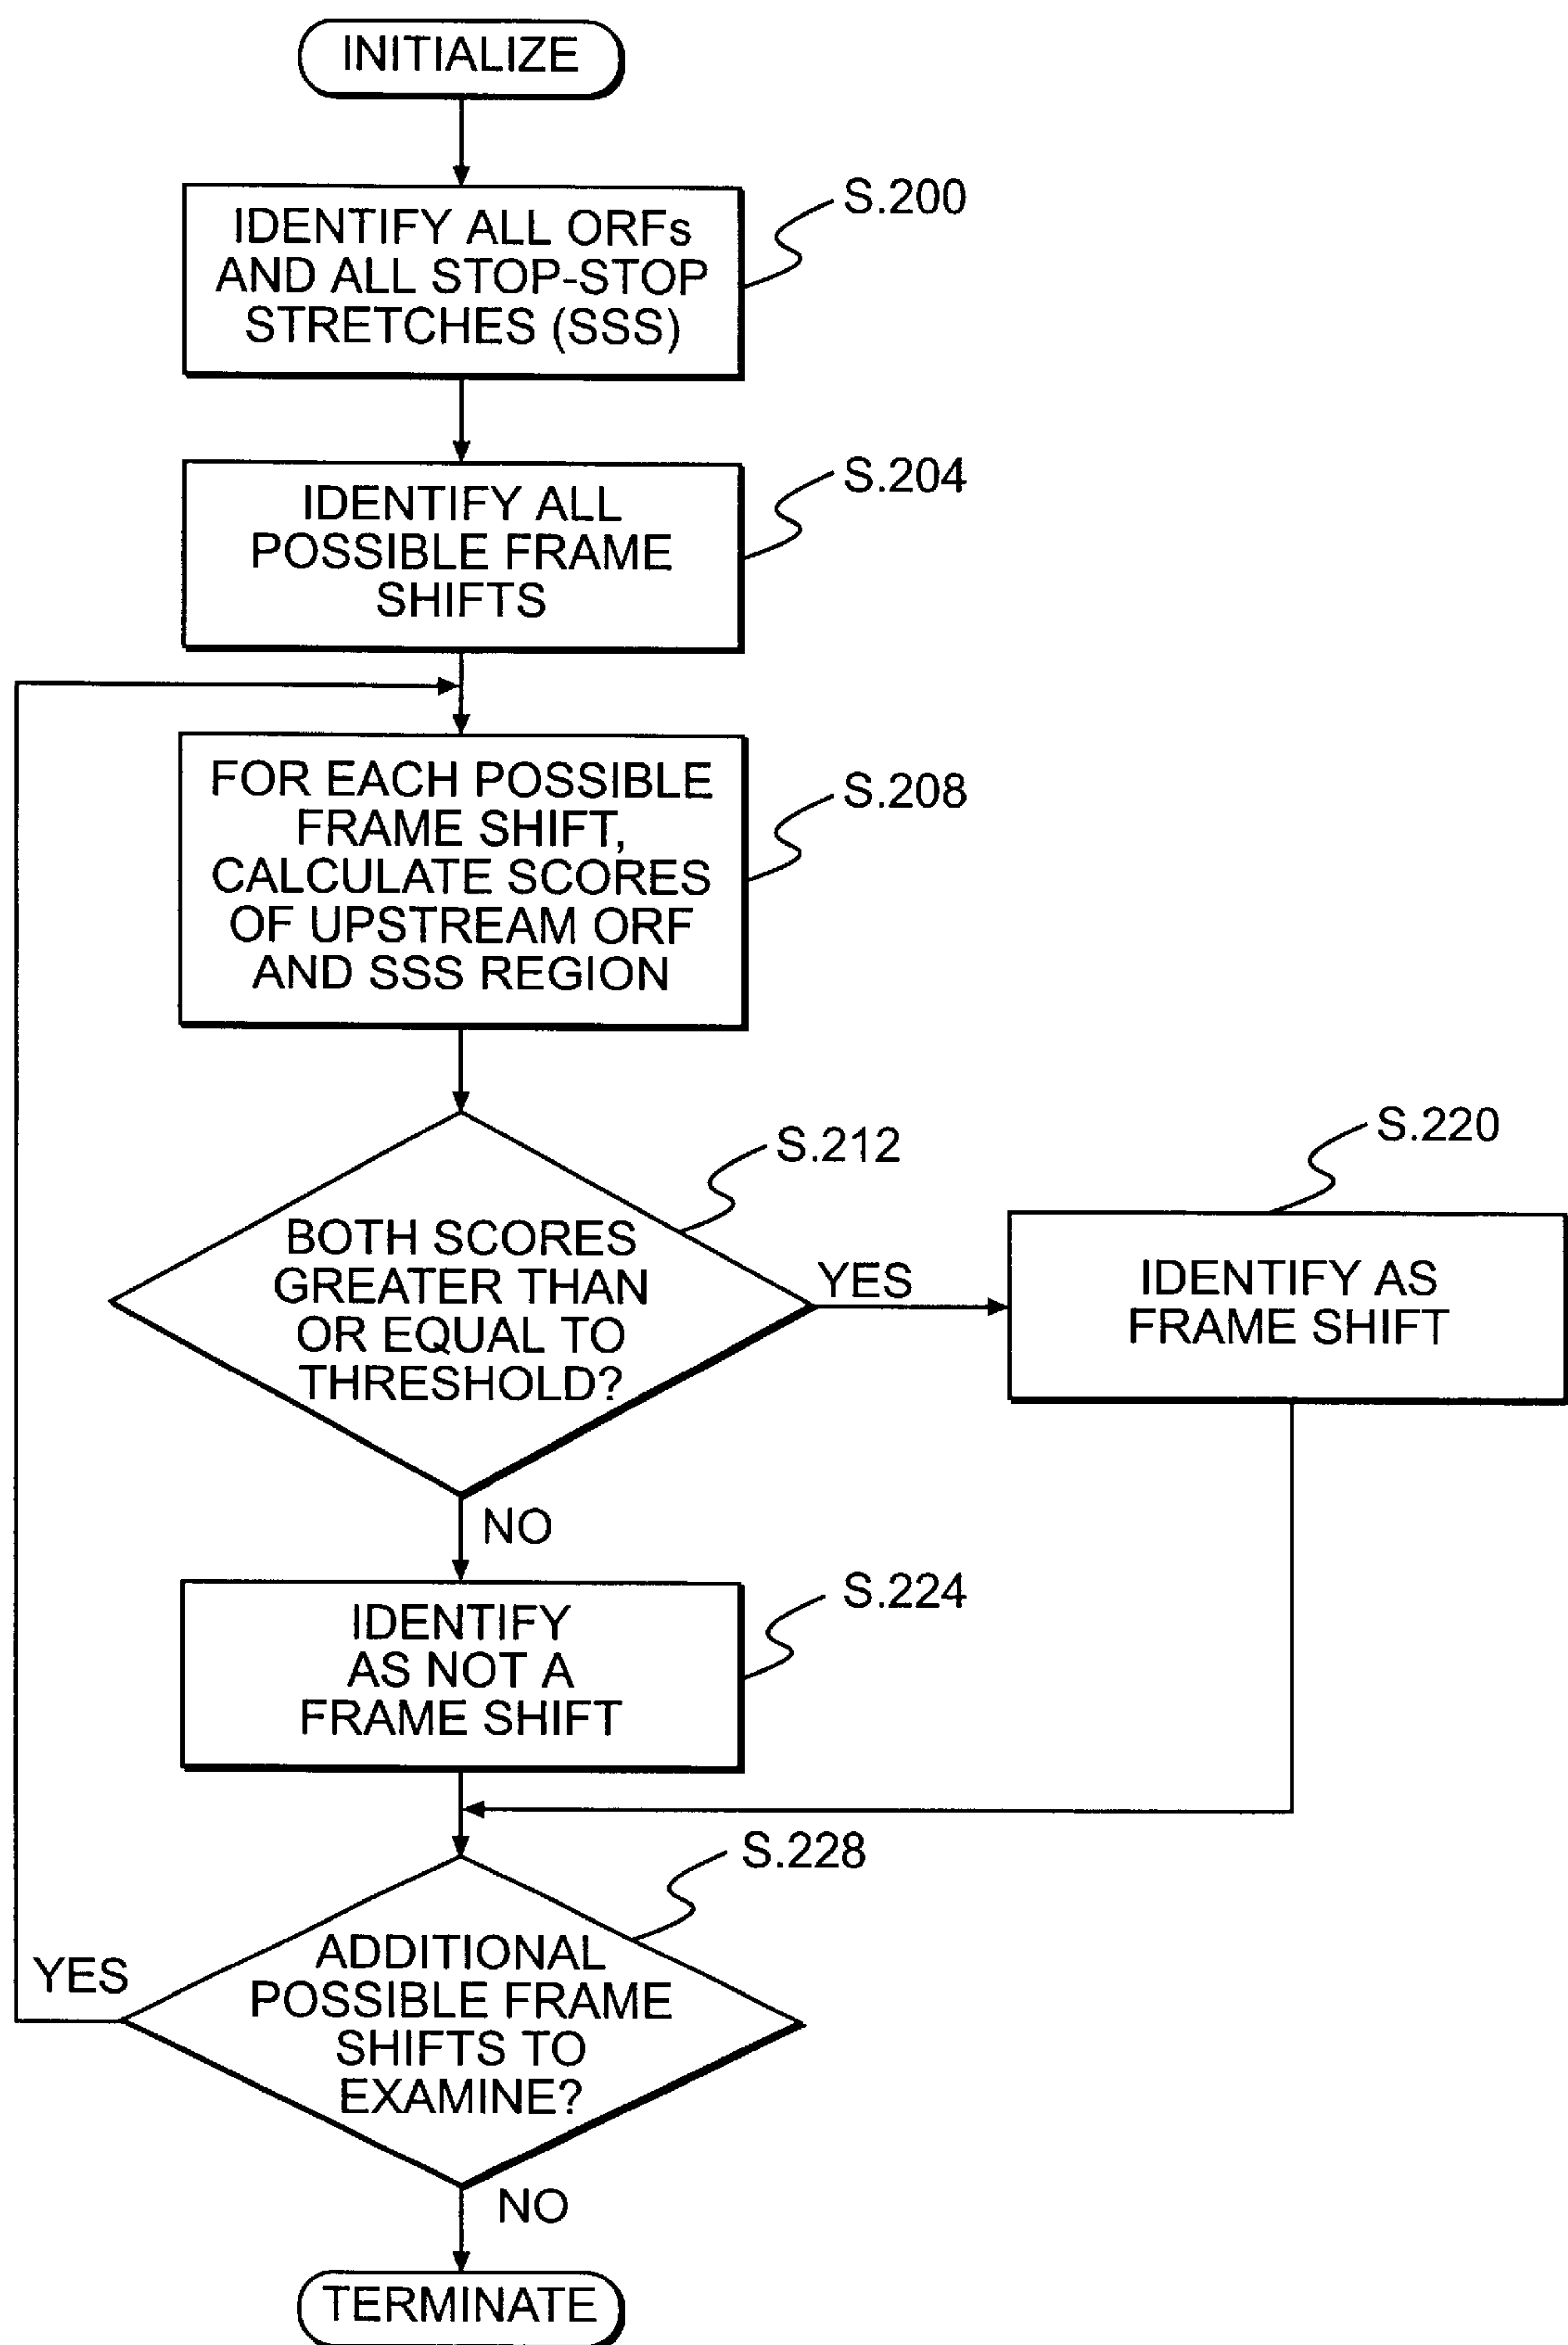 INITIALIZE
IDENTIFY ALL ORFs
AND ALL STOP-STOP
STRETCHES (SSS)
S.200
IDENTIFY ALL
POSSIBLE FRAME
SHIFTS
S.204
FOR EACH POSSIBLE
FRAME SHIFT,
CALCULATE SCORES
OF UPSTREAM ORF
AND SSS REGION
S.208
BOTH SCORES
GREATER THAN
OR EQUAL TO
THRESHOLD?
S.212
YES
IDENTIFY AS
FRAME SHIFT
S.220
NO
IDENTIFY
AS NOT A
FRAME SHIFT
S.224
ADDITIONAL
POSSIBLE FRAME
SHIFTS TO
EXAMINE?
S.228
YES
NO
TERMINATE